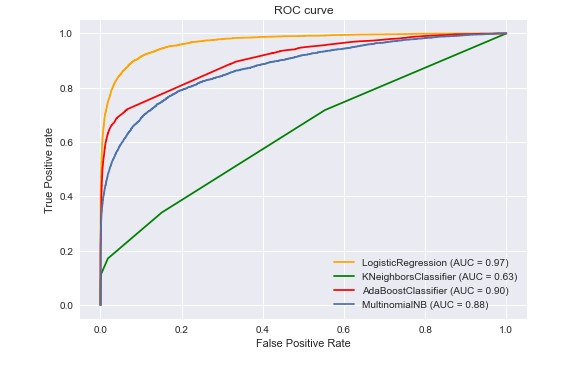 ROC curve
True Positive rate
1.0
0.8
0.6
0.4
0.2
0.0
LogisticRegression (AUC = 0.97)
KNeighborsClassifier (AUC = 0.63)
AdaBoostClassifier (AUC = 0.90)
MultinomialNB (AUC = 0.88)
0.0 0.2 0.4 0.6 0.8 1.0
False Positive Rate